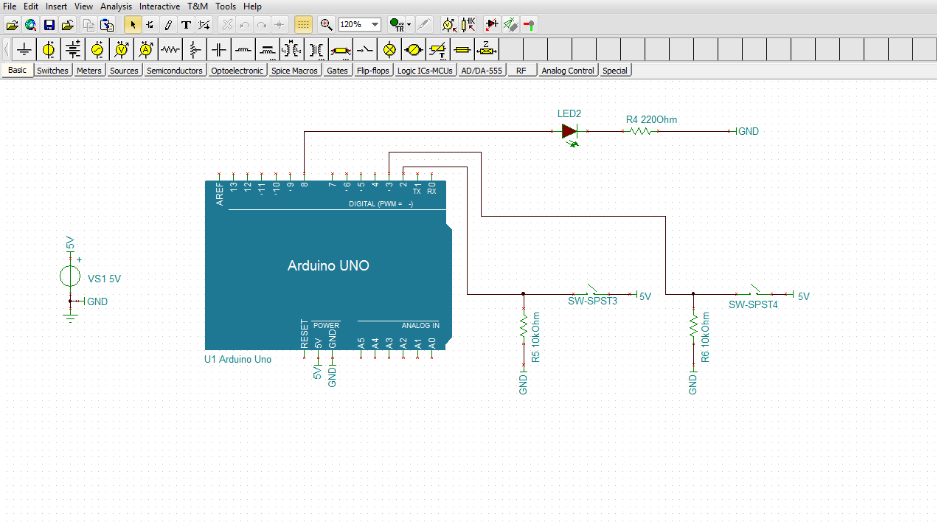 File Edit Insert View Analysis Interactive T&M Tools Help
120%
TR
Basic Switches Meters Sources Semiconductors Optoelectronic Spice Macros Gates Flip-flops Logic ICs-MCUs AD/DA-555 RF Analog Control Special
LED2
R4 220Ohm
GND
AREF 13 12 -11 -10 -9 8 7 -6 -5 4 -3 2 1 0
TX RX
DIGITAL (PWM = -)
Arduino UNO
5V
+
VS1 5V
GND
SW-SPST3
5V
SW-SPST4
5V
R5 10kOhm
R6 10kOhm
POWER
ANALOG IN
RESET 5V GND A5 A4 A3 A2 A1 A0
U1 Arduino Uno
5V GND
GND
GND